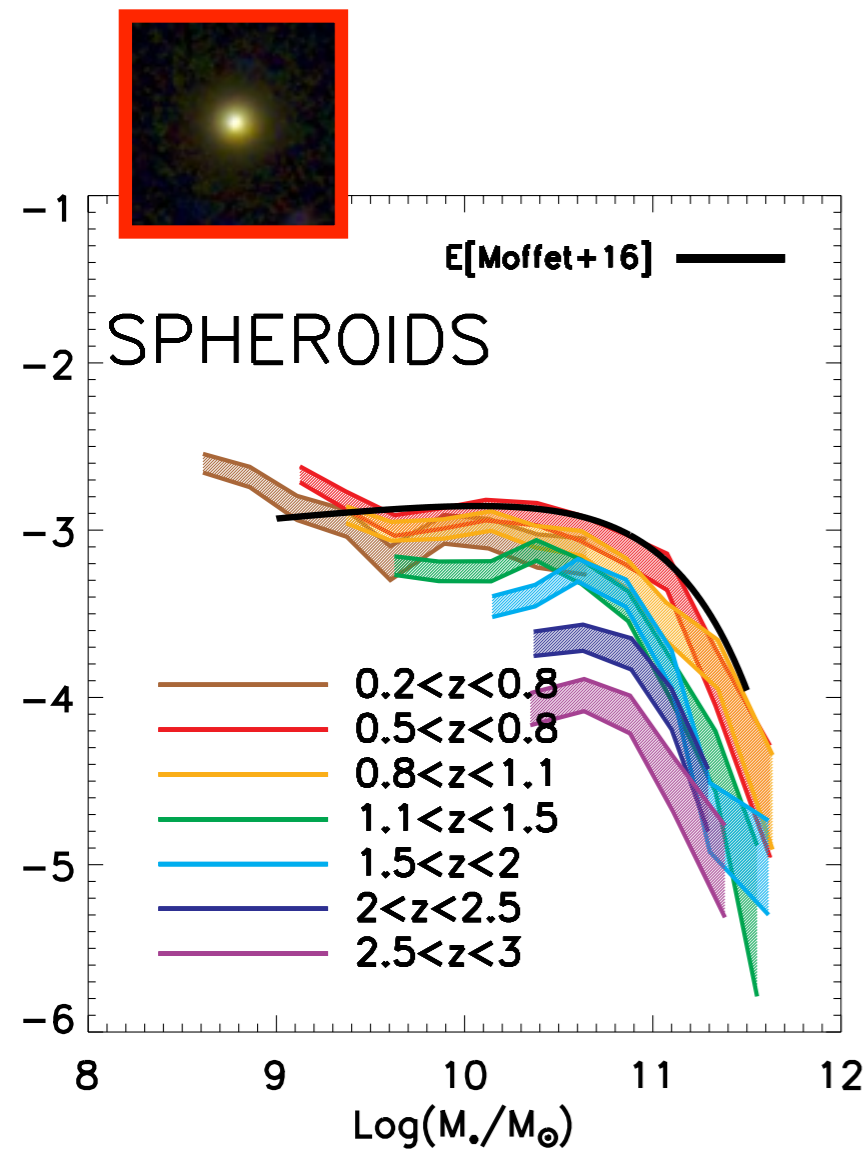 −1
E[Moffet+16]
SPHEROIDS
−2
−3
−4
−5
−6
0.2<z<0.8
0.5<z<0.8
0.8<z<1.1
1.1<z<1.5
1.5<z<2
2<z<2.5
2.5<z<3
8 9 10 11 12
Log(M*/M☉)